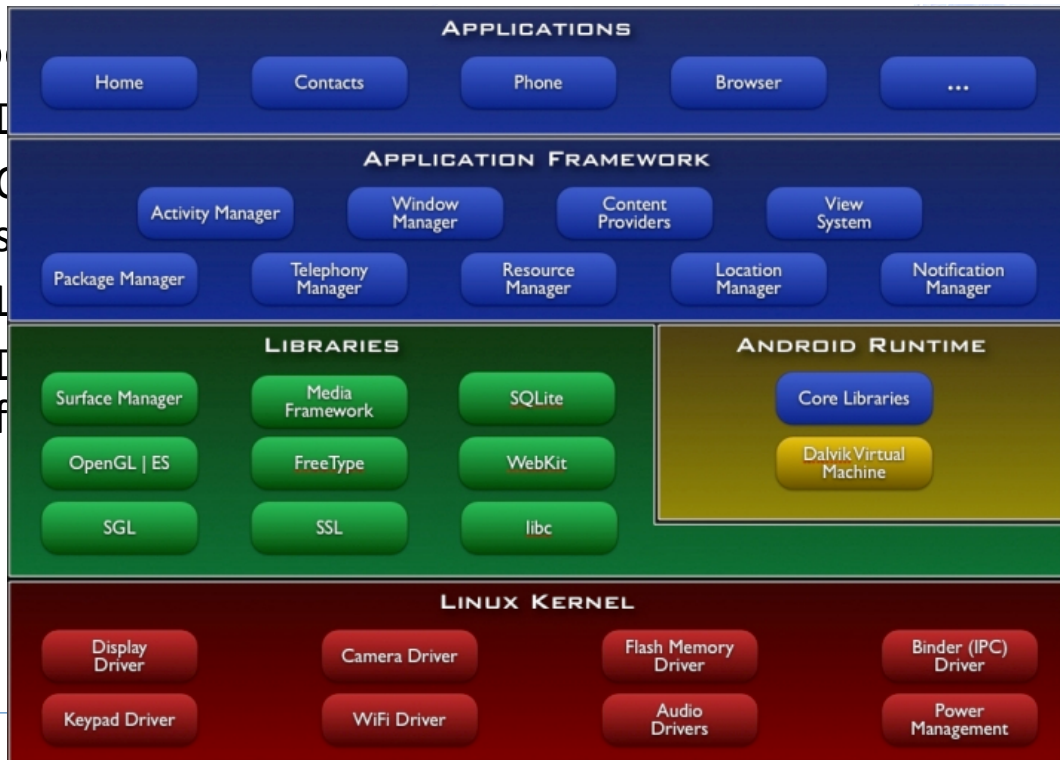 APPLICATIONS
Home
Contacts
Phone
Browser
...
APPLICATION FRAMEWORK
Activity Manager
Window
Manager
Content
Providers
View
System
Package Manager
Telephony
Manager
Resource
Manager
Location
Manager
Notification
Manager
LIBRARIES
Surface Manager
Media
Framework
SQLite
OpenGL | ES
FreeType
WebKit
SGL
SSL
libc
ANDROID RUNTIME
Core Libraries
Dalvik Virtual
Machine
LINUX KERNEL
Display
Driver
Camera Driver
Flash Memory
Driver
Binder (IPC)
Driver
Keypad Driver
WiFi Driver
Audio
Drivers
Power
Management